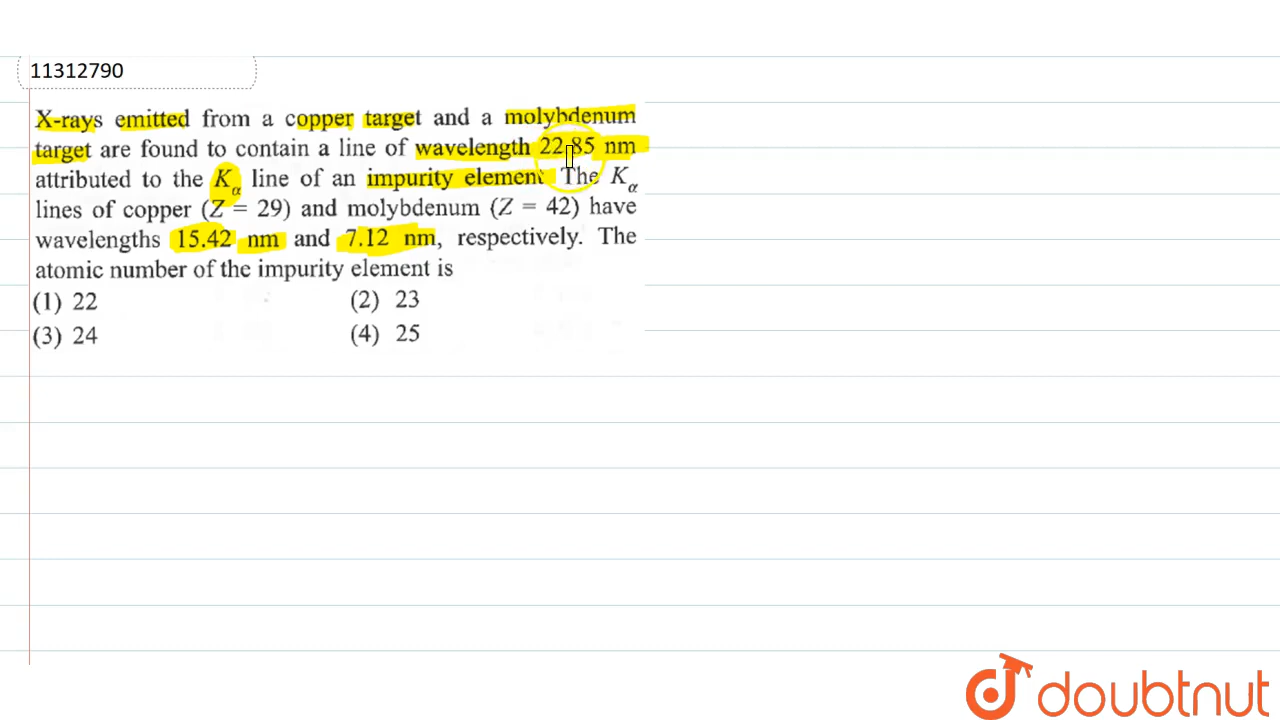 11312790
X-rays emitted from a copper target and a molybdenum
target are found to contain a line of wavelength 22.85 nm
attributed to the Kα line of an impurity element The Kα
lines of copper (Z = 29) and molybdenum (Z = 42) have
wavelengths 15.42 nm and 7.12 nm, respectively. The
atomic number of the impurity element is
(1) 22 (2) 23
(3) 24 (4) 25
doubtnut